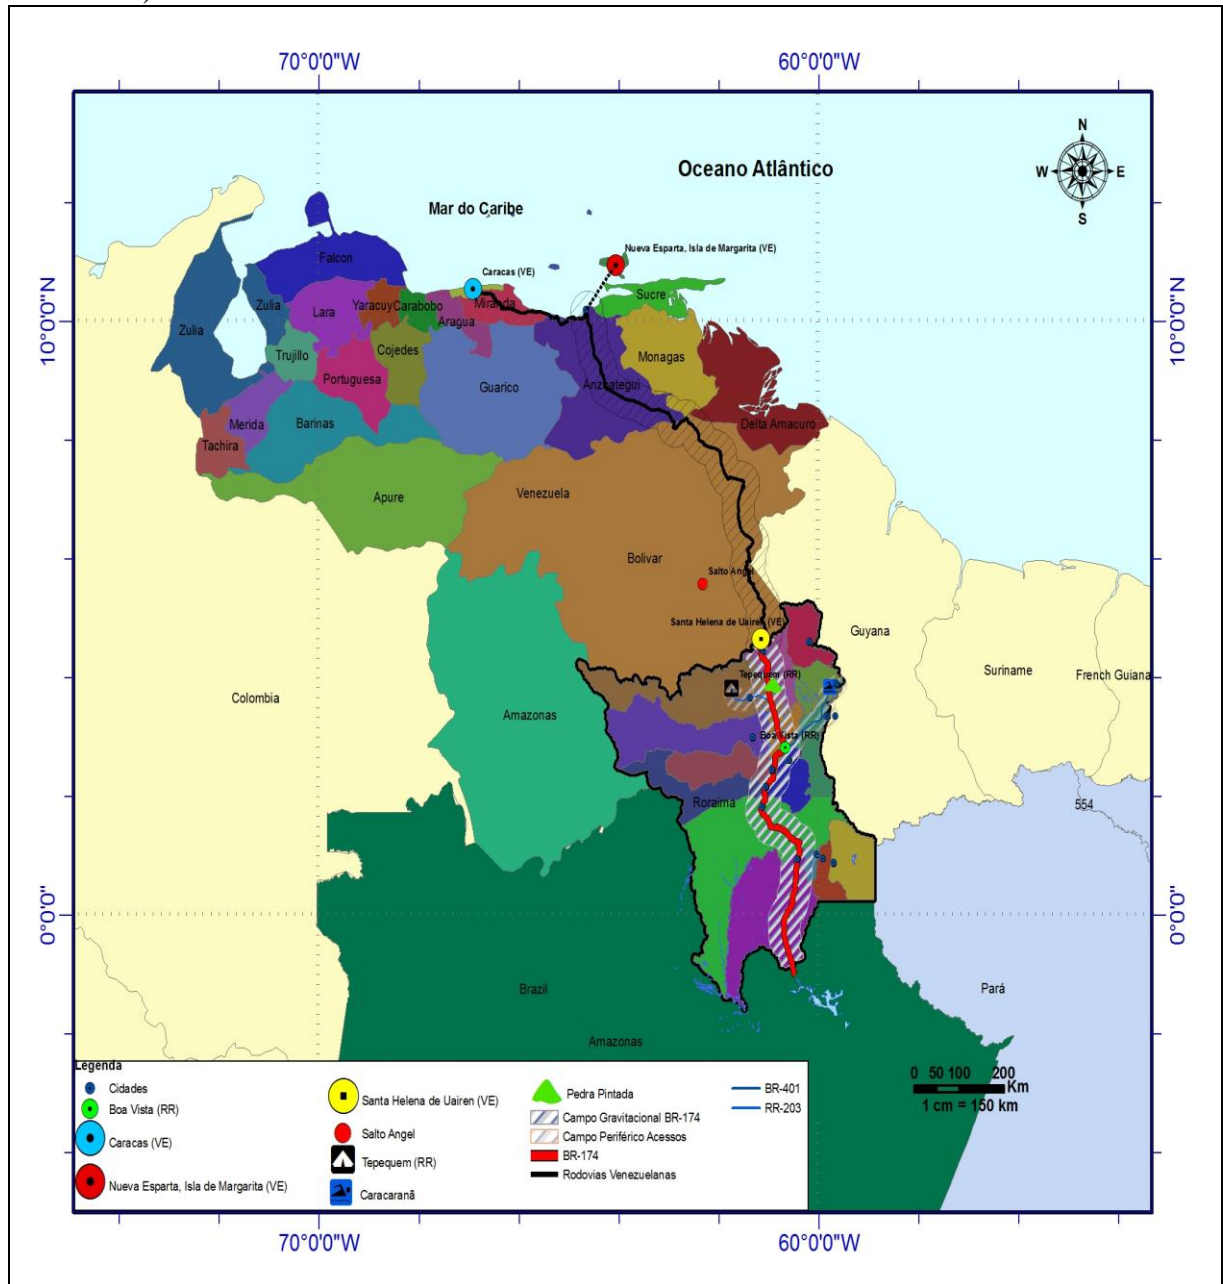 70°0'0"W 60°0'0"W
N
W E
S
Oceano Atlântico
Mar do Caribe
Nueva Esparta, Isla de Margarita (VE)
Falcon
Caracas (VE)
Sucre
10°0'0"N
10°0'0"N
Zulia
Zulia
Lara
Yaracuy
Carabobo
Miranda
Aragua
Trujillo
Cojedes
Monagas
Portuguesa
Guarico
Anzoategui
Merida
Barinas
Delta Amacuro
Tachira
Apure
Venezuela
Bolivar
Salto Angel
Santa Helena de Uairen (VE)
Guyana
Suriname
French Guiana
Tepequem (RR)
Colombia
Amazonas
Boa Vista (RR)
Roraima
554
0°0'0"
0°0'0"
Brazil
Pará
Amazonas
Legenda
Cidades
Boa Vista (RR)
Caracas (VE)
Nueva Esparta, Isla de Margarita (VE)
Santa Helena de Uairen (VE)
Salto Angel
Tepequem (RR)
Caracaranã
Pedra Pintada
Campo Gravitacional BR-174
Campo Periférico Acessos
BR-174
Rodovias Venezuelanas
BR-401
RR-203
0 50 100 200
Km
1 cm = 150 km
70°0'0"W 60°0'0"W